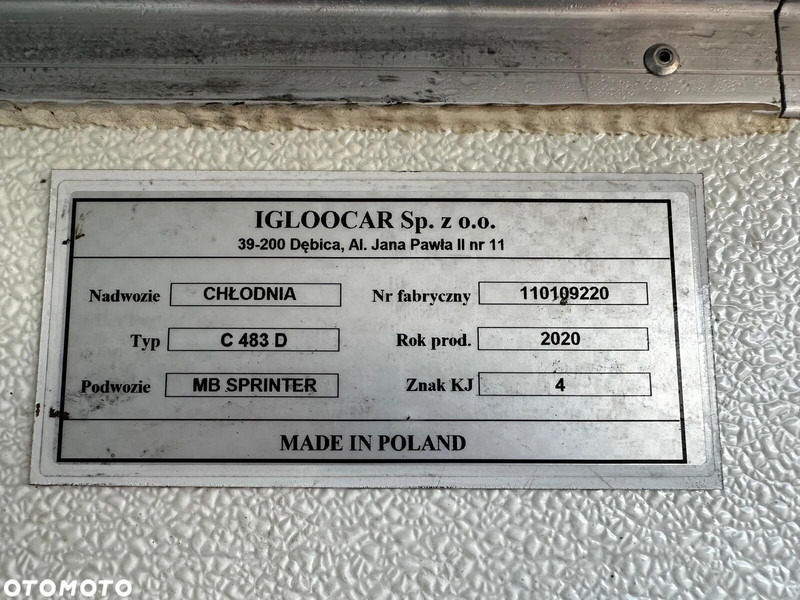 IGLOOCAR Sp. z o.o.
39-200 Dębica, Al. Jana Pawła II nr 11
Nadwozie CHŁODNIA Nr fabryczny 110109220
Typ C 483 D Rok prod. 2020
Podwozie MB SPRINTER Znak KJ 4
MADE IN POLAND
OTOMOTO